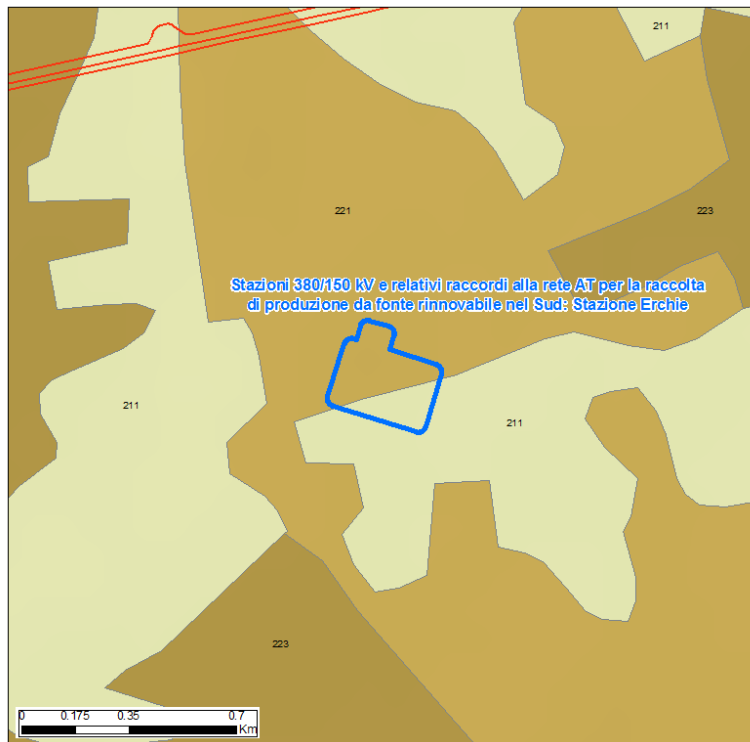 211
221
223
Stazioni 380/150 kV e relativi raccordi alla rete AT per la raccolta
di produzione da fonte rinnovabile nel Sud: Stazione Erchie
211
211
223
0 0.175 0.35 0.7
Km